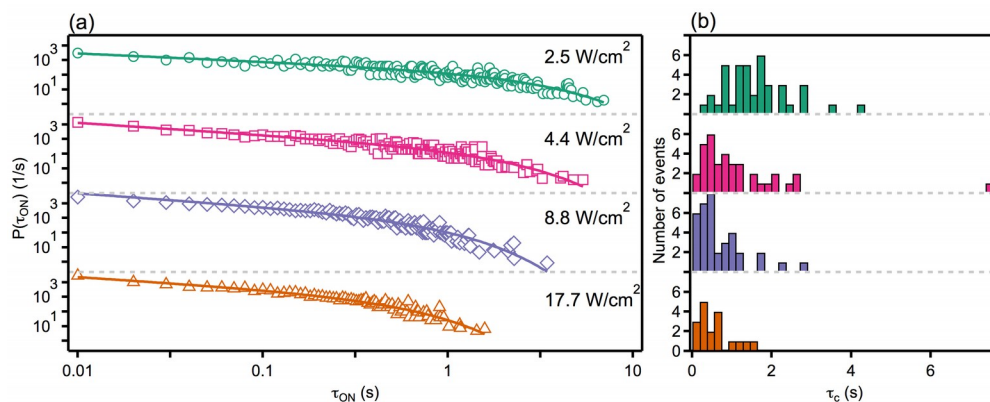 (a)
P(τON) (1/s)
10³
10¹
2.5 W/cm²
10³
10¹
4.4 W/cm²
10³
10¹
8.8 W/cm²
10³
10¹
17.7 W/cm²
0.01 0.1 1 10
τON (s)
(b)
Number of events
6
4
2
6
4
2
6
4
2
6
4
2
0
0 2 4 6
τc (s)